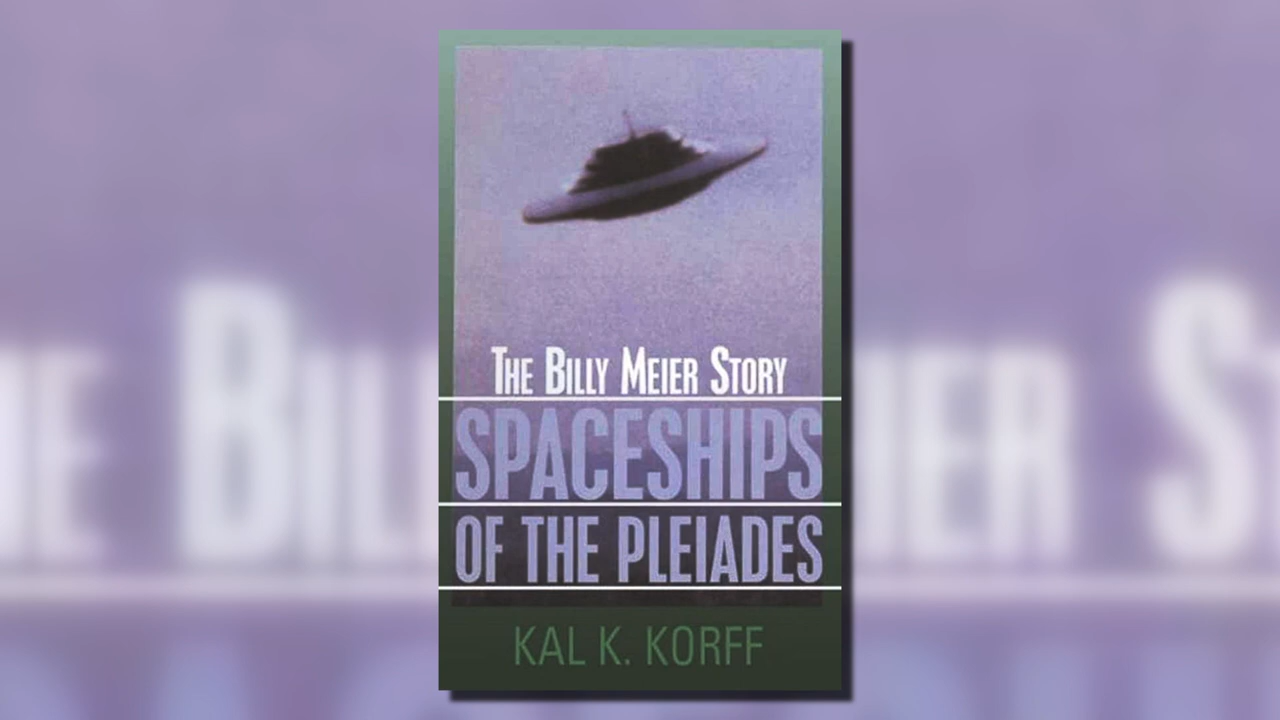 THE BILLY MEIER STORY
SPACESHIPS
OF THE PLEIADES
KAL K. KORFF